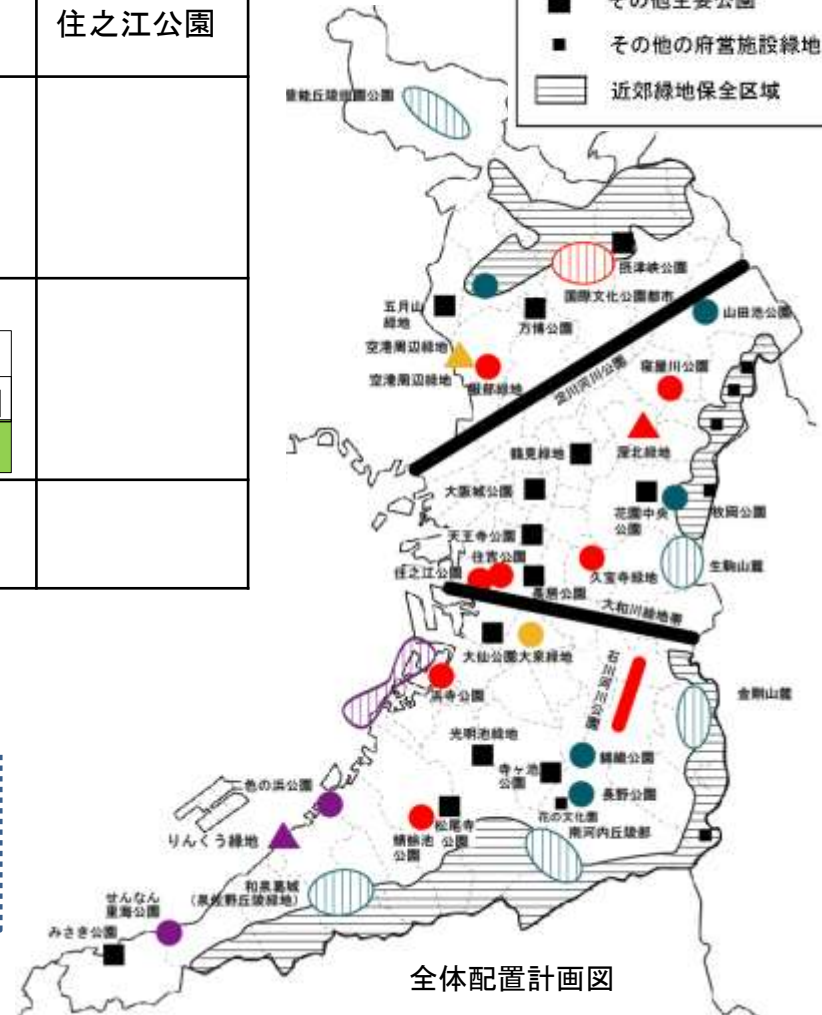 住之江公園
その他主要公園
その他の府営施設緑地
近郊緑地保全区域
摂津峡公園
国際文化公園都市
五月山
緑地
万博公園
山田池公園
空港周辺緑地
空港周辺緑地
服部緑地
淀川河川公園
寝屋川公園
鶴見緑地
深北緑地
大阪城公園
花園中央
公園
枚岡公園
天王寺公園
住吉公園
住之江公園
久宝寺緑地
生駒山麓
長居公園
大和川緑地帯
大仙公園
大泉緑地
石川河川公園
浜寺公園
金剛山麓
光明池緑地
錦織公園
寺ヶ池
公園
長野公園
二色の浜公園
花の文化園
松尾寺
公園
南河内丘陵部
りんくう緑地
蜻蛉池
公園
和泉葛城
(泉佐野丘陵緑地)
せんなん
里海公園
みさき公園
全体配置計画図